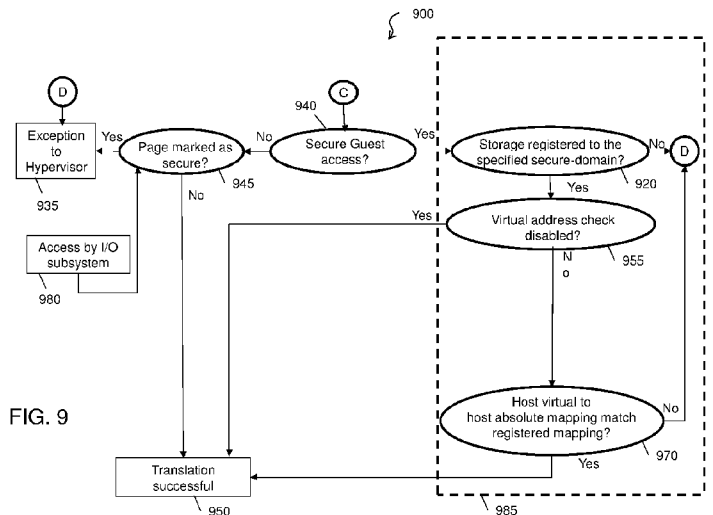 900
D
C
940
Exception
to
Hypervisor
935
Yes
Page marked as
secure?
945
No
Secure Guest
access?
Yes
Storage registered to the
specified secure-domain?
920
No
D
No
Yes
Access by I/O
subsystem
980
Yes
Virtual address check
disabled?
955
N
o
FIG. 9
Host virtual to
host absolute mapping match
registered mapping?
970
No
Yes
Translation
successful
950
985